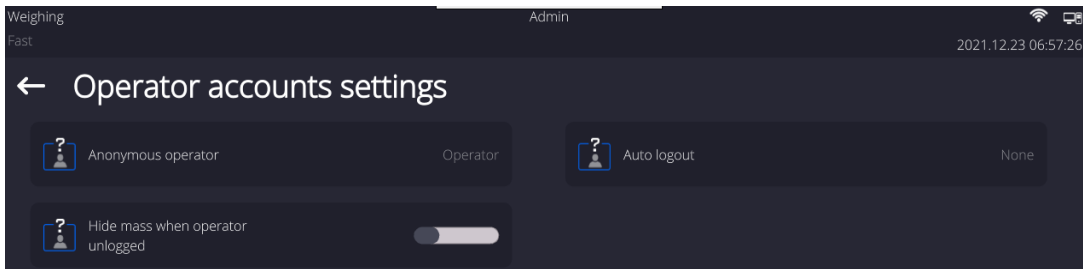 Weighing
Admin
Fast
2021.12.23 06:57:26
Operator accounts settings
Anonymous operator
Operator
Auto logout
None
Hide mass when operator
unlogged